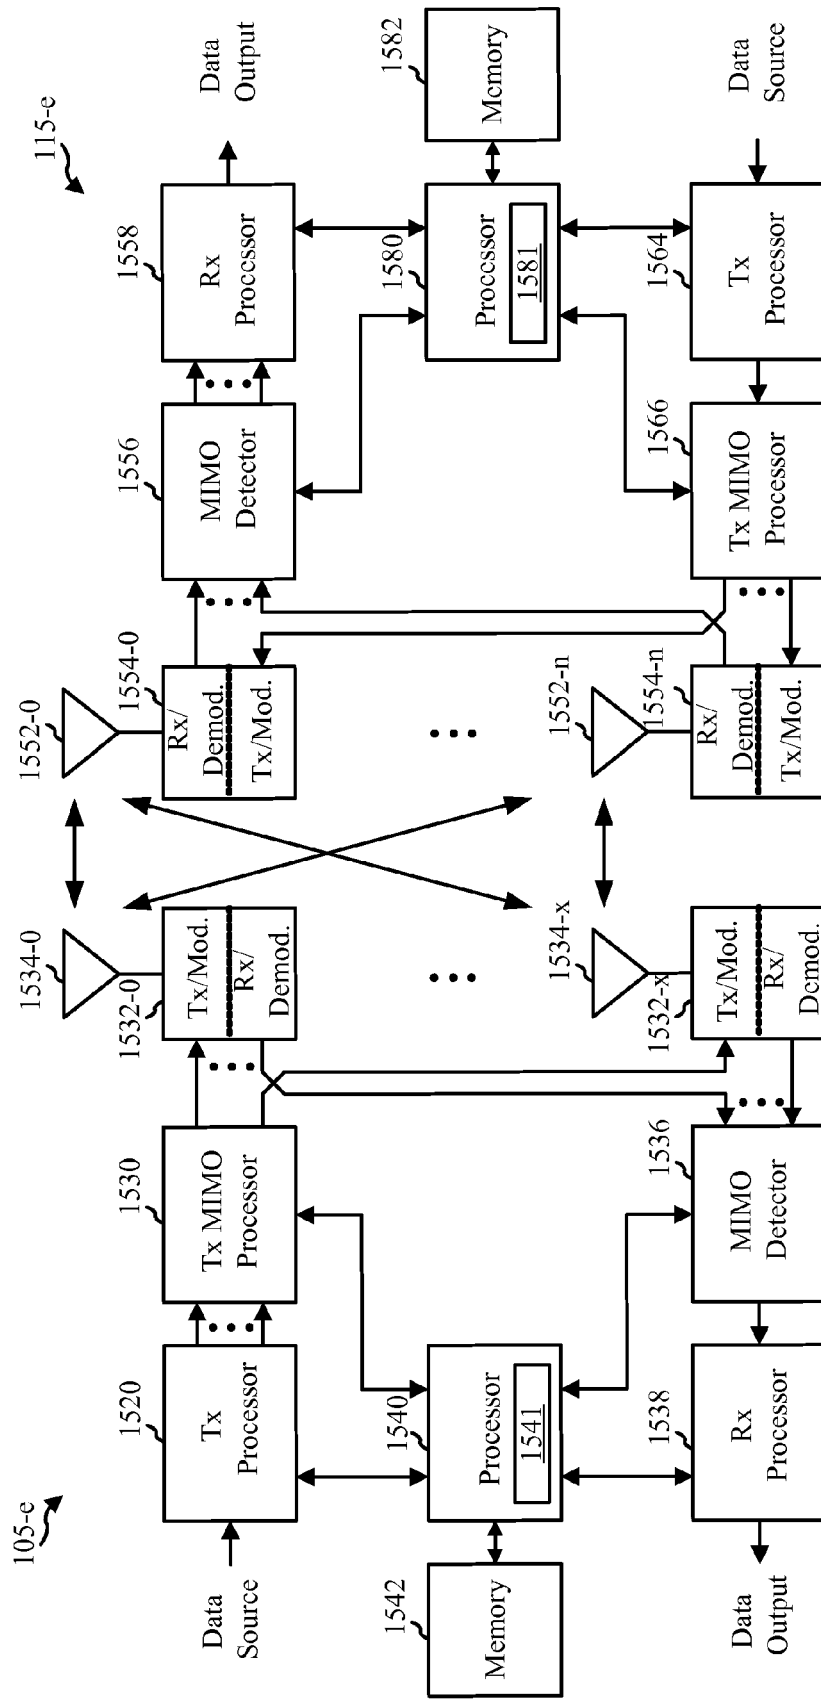 105-e
115-e
Data
Source
1520
Tx
Processor
1530
Tx MIMO
Processor
1532-0
1534-0
Tx/Mod.
Rx/
Demod.
1552-0
1554-0
Rx/
Demod.
Tx/Mod.
1556
MIMO
Detector
1558
Rx
Processor
Data
Output
1542
Memory
1540
Processor
1541
1580
Processor
1581
1582
Memory
Data
Output
1538
Rx
Processor
1536
MIMO
Detector
1532-x
1534-x
Tx/Mod.
Rx/
Demod.
1552-n
1554-n
Rx/
Demod.
Tx/Mod.
1566
Tx MIMO
Processor
1564
Tx
Processor
Data
Source